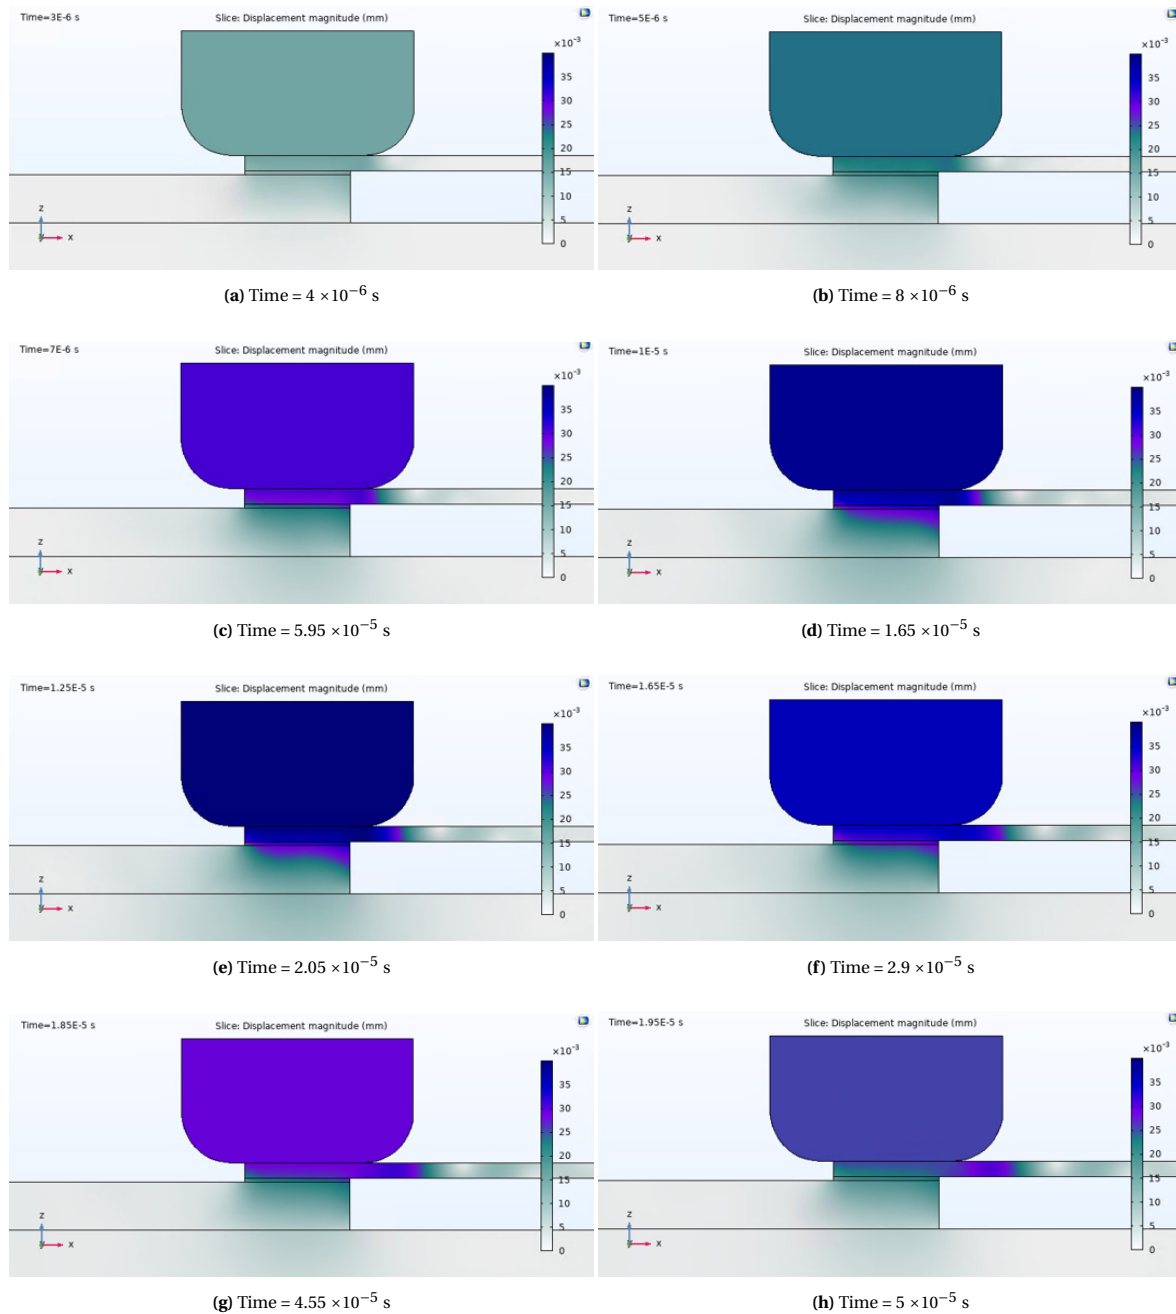 Time=3E-6 s
Slice: Displacement magnitude (mm)
×10⁻³
35
30
25
20
15
10
5
0
z
y
x
(a) Time = 4 ×10⁻⁶ s
Time=5E-6 s
Slice: Displacement magnitude (mm)
×10⁻³
35
30
25
20
15
10
5
0
z
y
x
(b) Time = 8 ×10⁻⁶ s
Time=7E-6 s
Slice: Displacement magnitude (mm)
×10⁻³
35
30
25
20
15
10
5
0
z
y
x
(c) Time = 5.95 ×10⁻⁵ s
Time=1E-5 s
Slice: Displacement magnitude (mm)
×10⁻³
35
30
25
20
15
10
5
0
z
y
x
(d) Time = 1.65 ×10⁻⁵ s
Time=1.25E-5 s
Slice: Displacement magnitude (mm)
×10⁻³
35
30
25
20
15
10
5
0
z
y
x
(e) Time = 2.05 ×10⁻⁵ s
Time=1.65E-5 s
Slice: Displacement magnitude (mm)
×10⁻³
35
30
25
20
15
10
5
0
z
y
x
(f) Time = 2.9 ×10⁻⁵ s
Time=1.85E-5 s
Slice: Displacement magnitude (mm)
×10⁻³
35
30
25
20
15
10
5
0
z
y
x
(g) Time = 4.55 ×10⁻⁵ s
Time=1.95E-5 s
Slice: Displacement magnitude (mm)
×10⁻³
35
30
25
20
15
10
5
0
z
y
x
(h) Time = 5 ×10⁻⁵ s